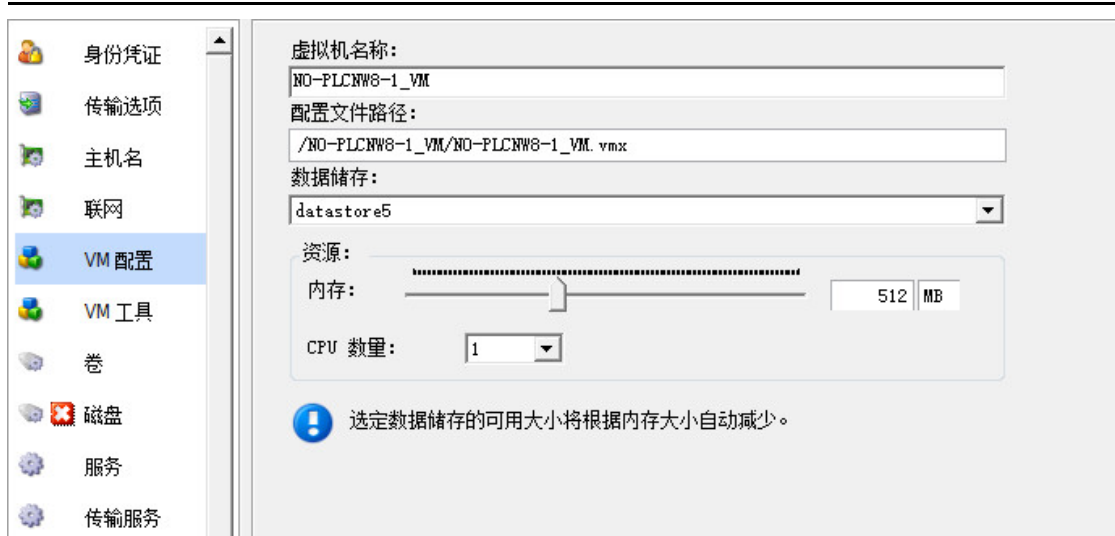 身份凭证
传输选项
主机名
联网
VM 配置
VM 工具
卷
磁盘
服务
传输服务
虚拟机名称：
NO-PLCNW8-1_VM
配置文件路径：
/NO-PLCNW8-1_VM/NO-PLCNW8-1_VM.vmx
数据储存：
datastore5
资源：
内存： 512 MB
CPU 数量： 1
选定数据储存的可用大小将根据内存大小自动减少。